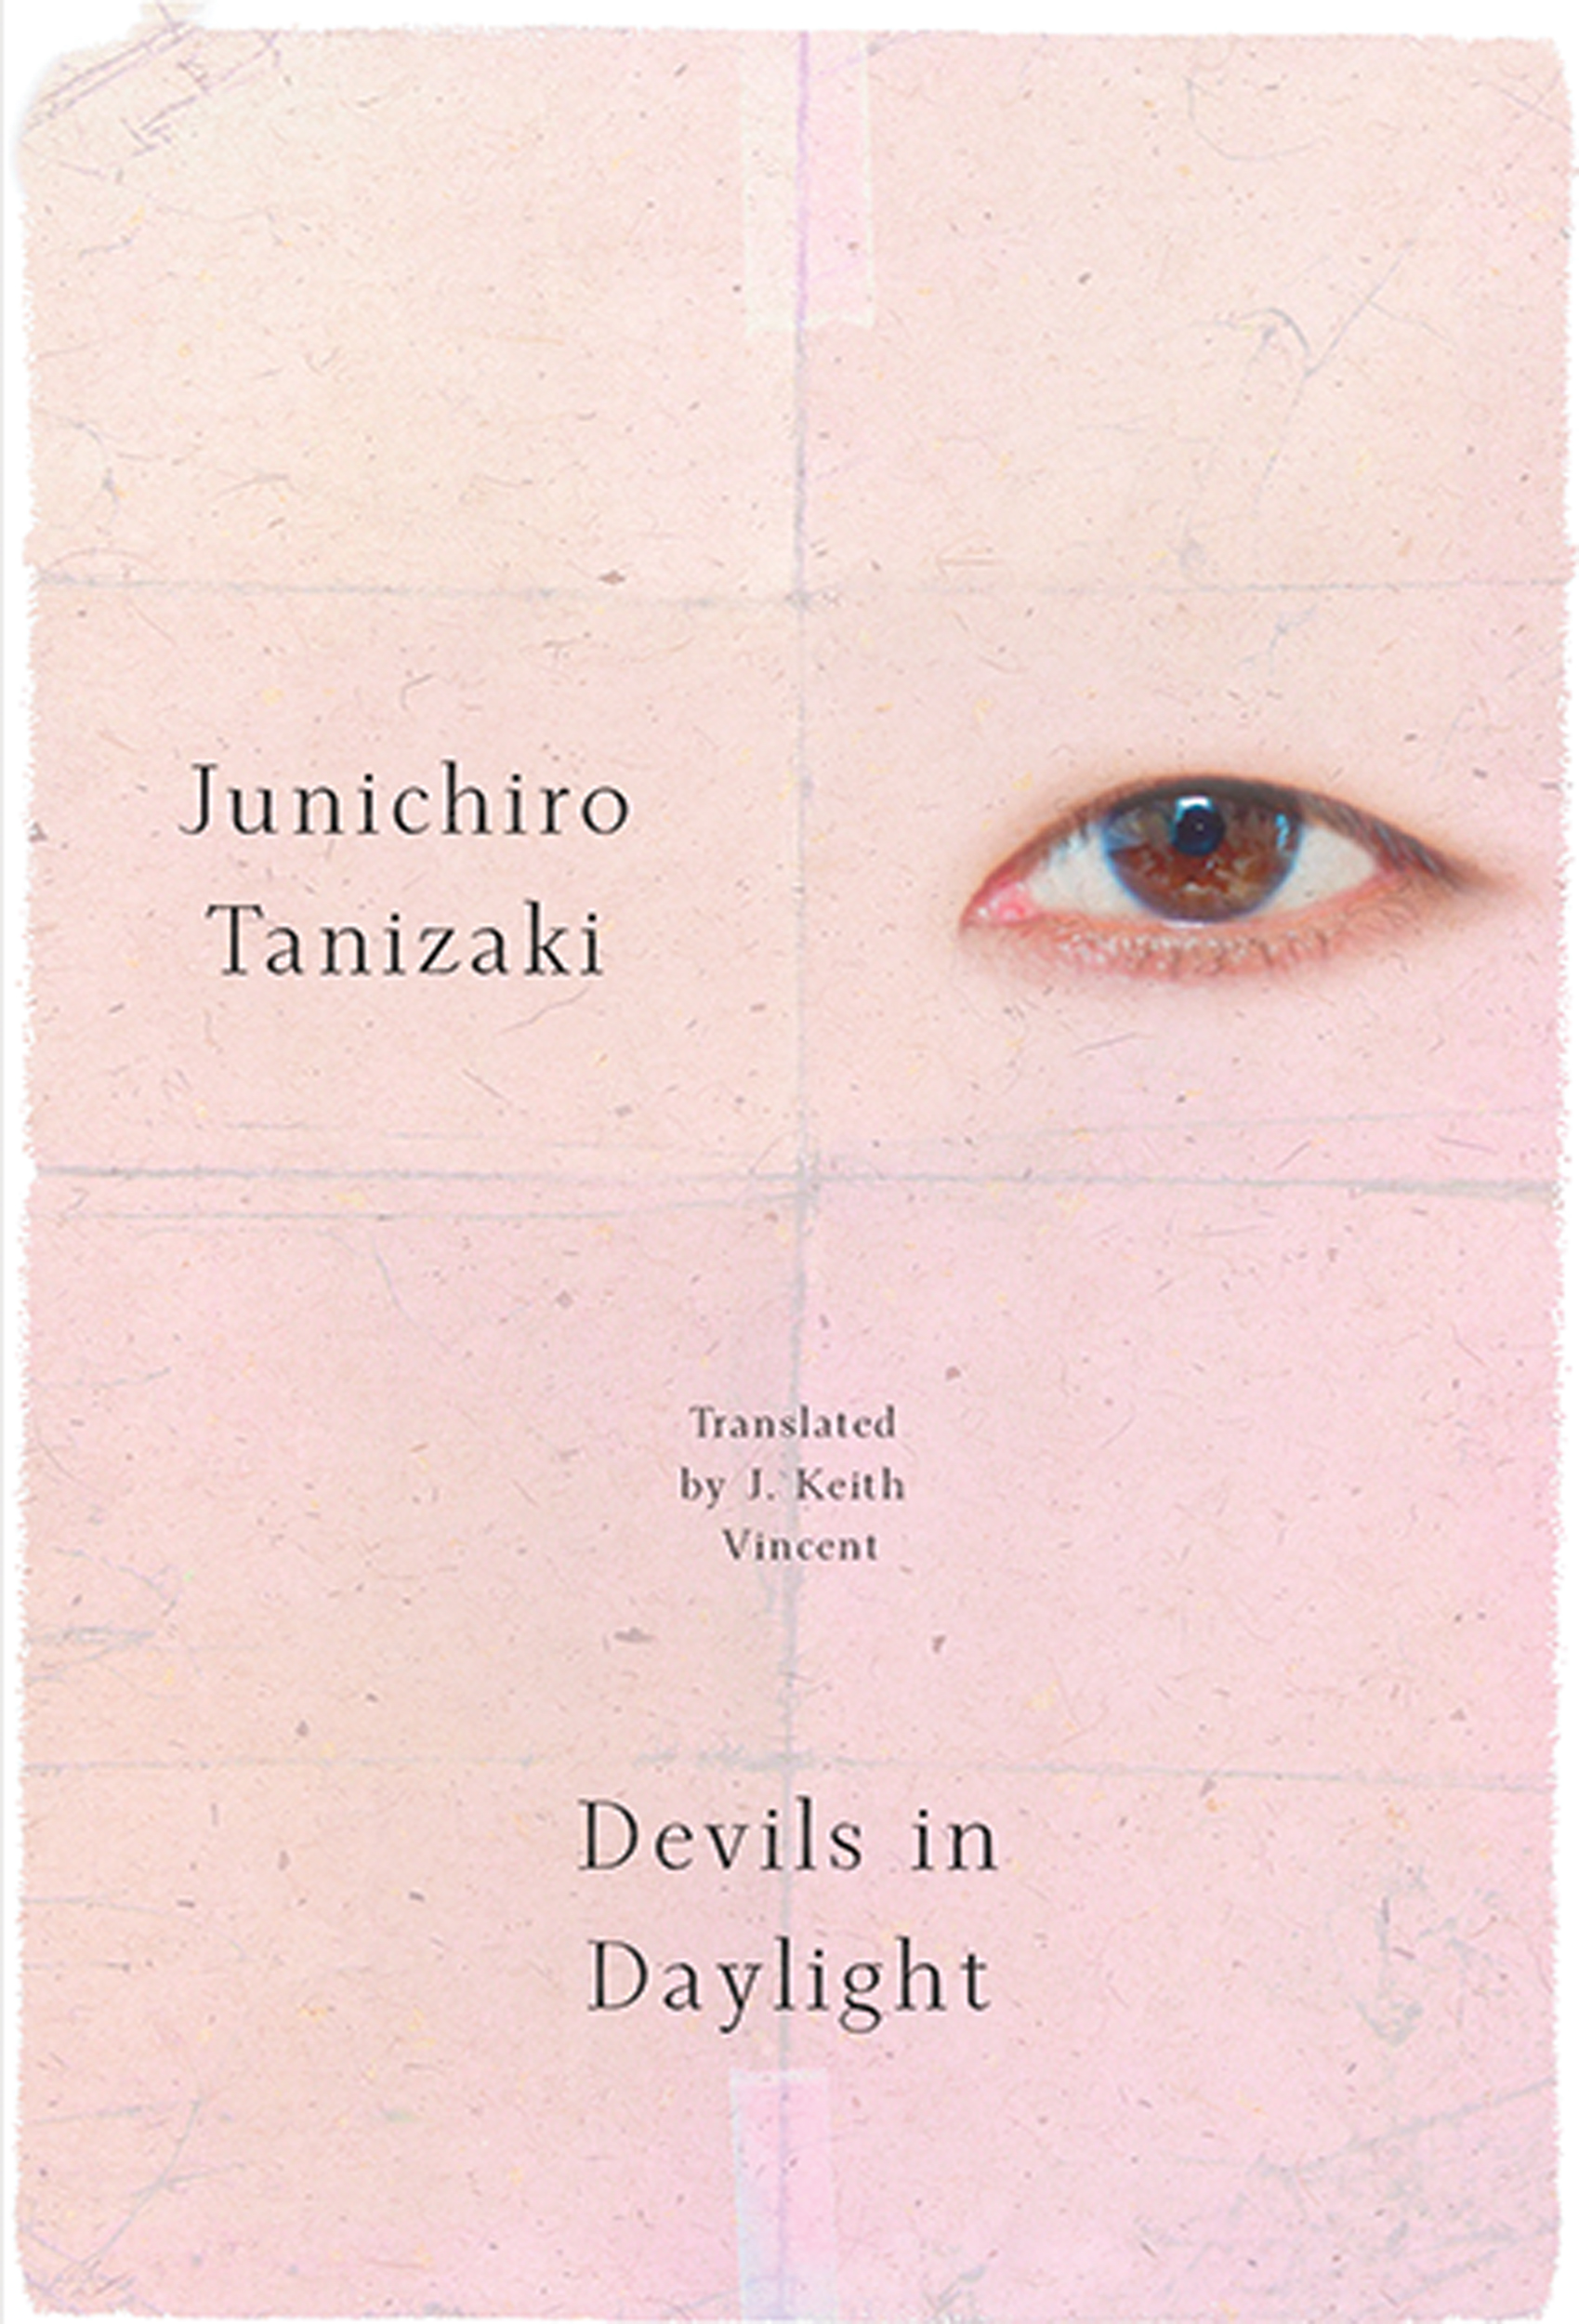 Junichiro
Tanizaki
Translated
by J. Keith
Vincent
Devils in
Daylight